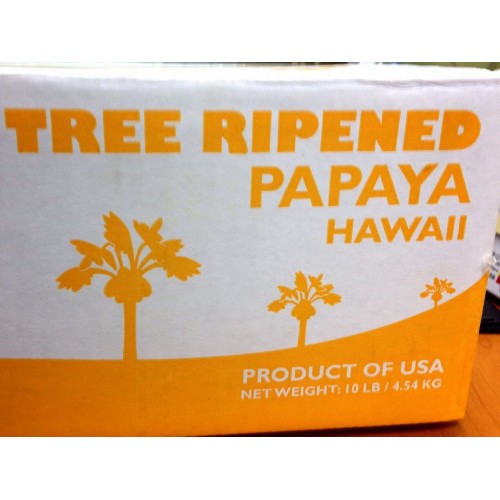 TREE RIPENED
PAPAYA
HAWAII
PRODUCT OF USA
NET WEIGHT: 10 LB / 4.54 KG